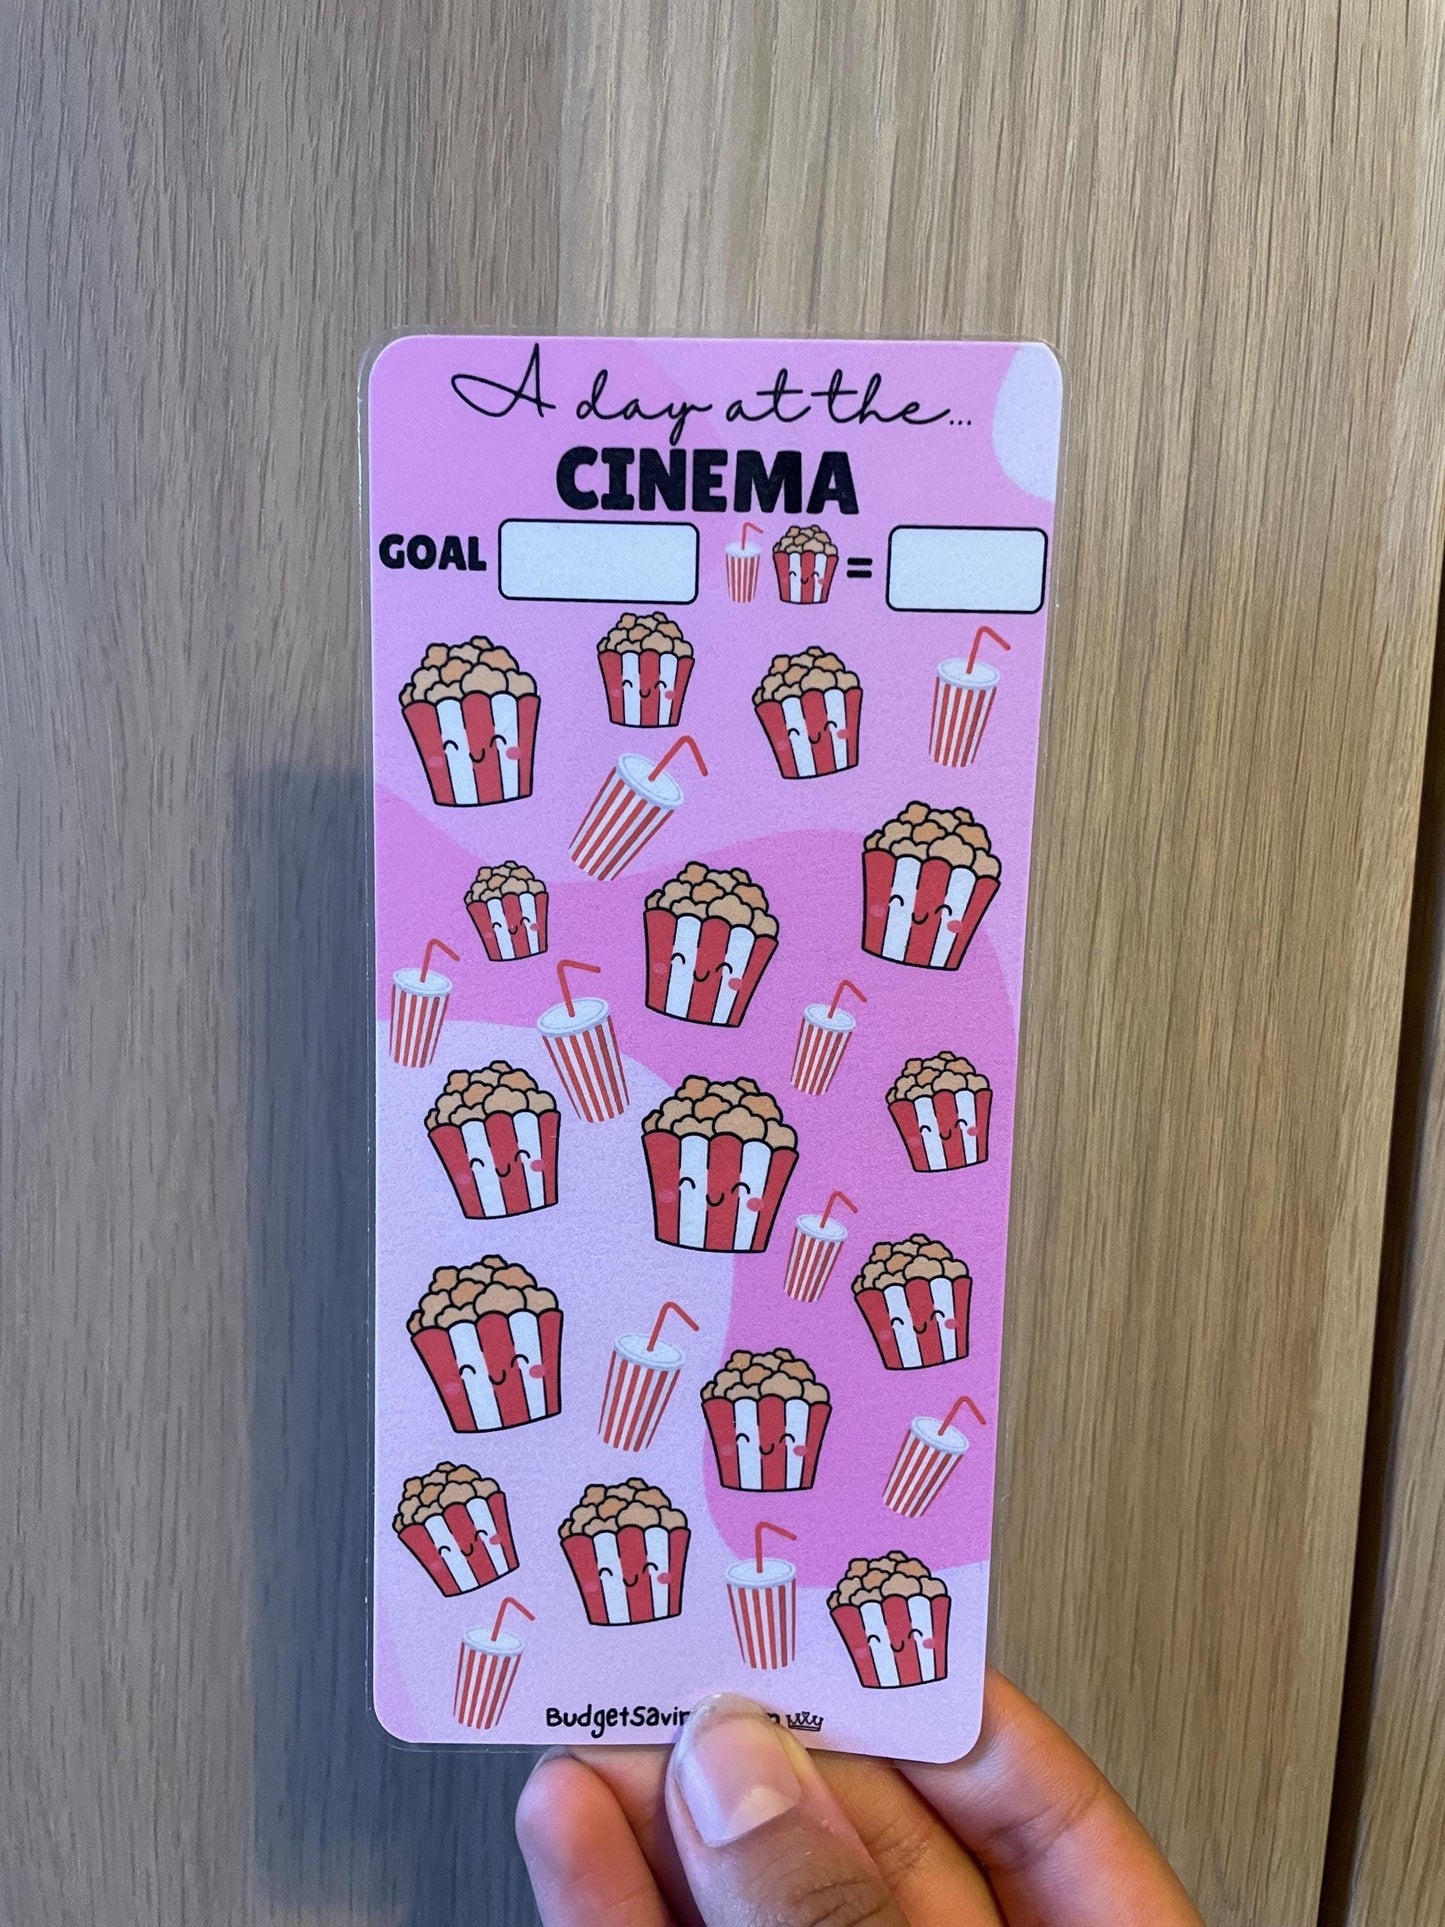 A day at the...
CINEMA
GOAL =